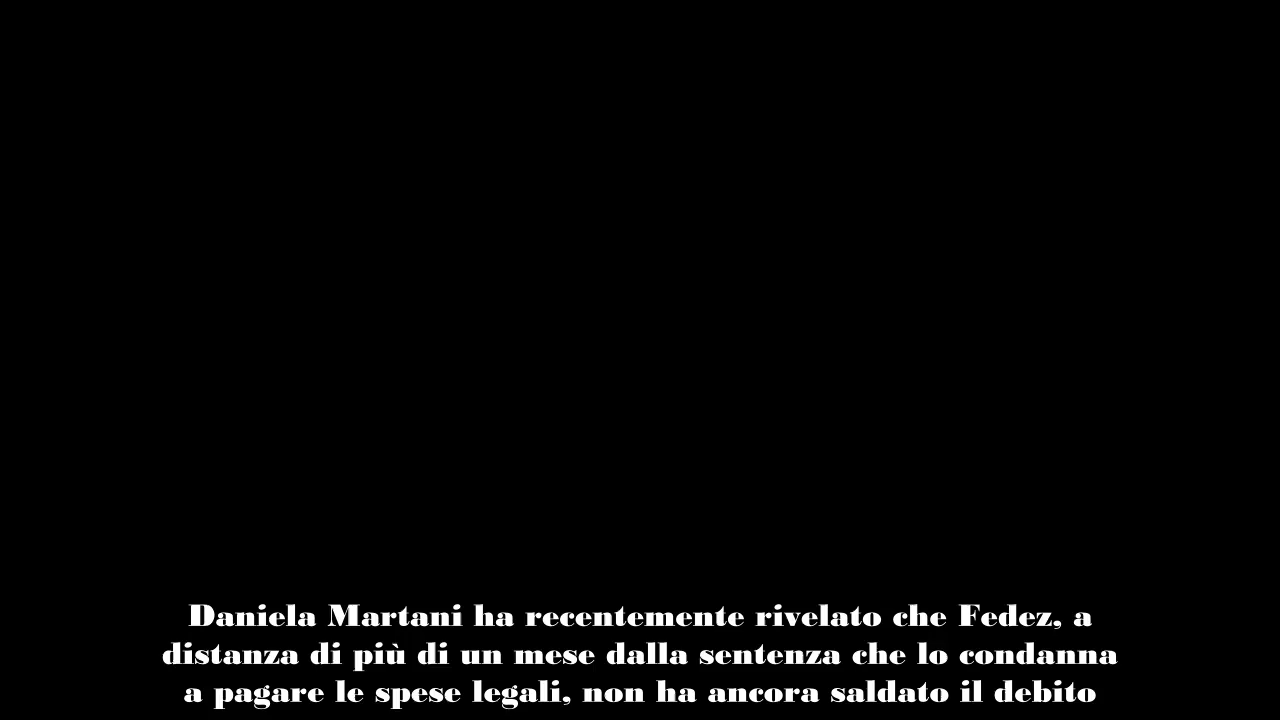 Daniela Martani ha recentemente rivelato che Fedez, a
distanza di più di un mese dalla sentenza che lo condanna
a pagare le spese legali, non ha ancora saldato il debito